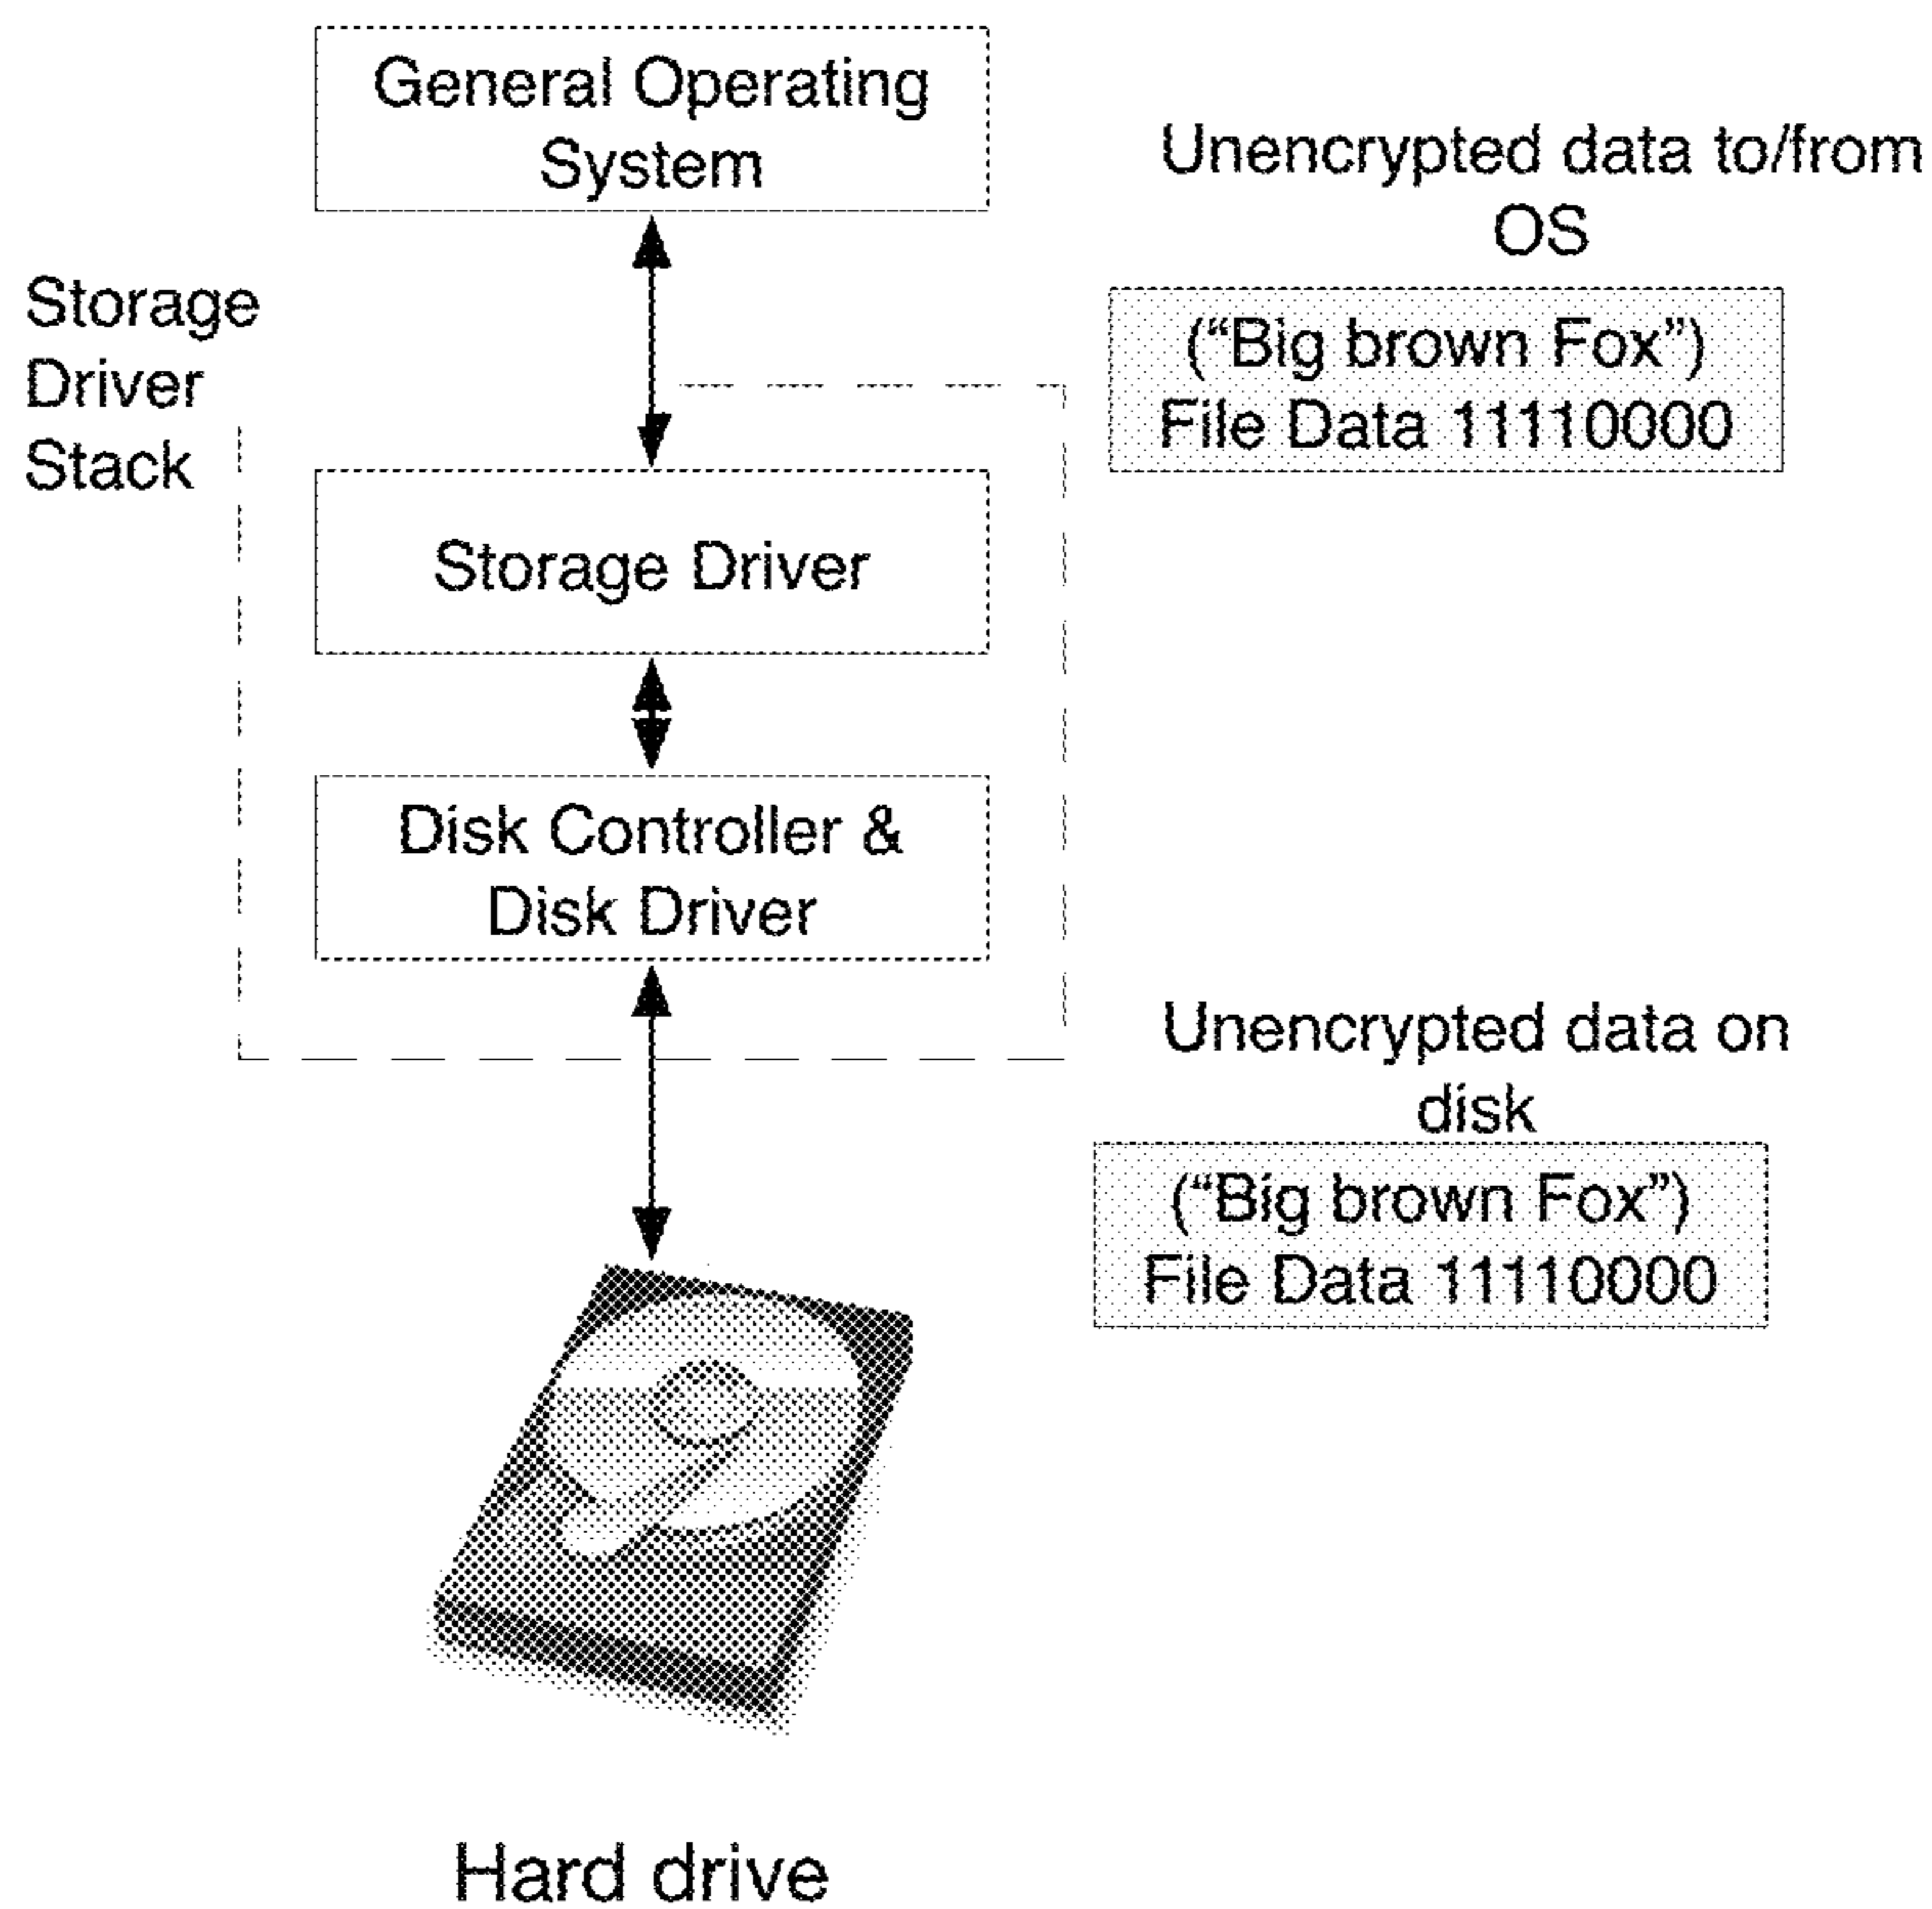 General Operating
System
Unencrypted data to/from
OS
Storage
Driver
Stack
(“Big brown Fox”)
File Data 11110000
Storage Driver
Disk Controller &
Disk Driver
Unencrypted data on
disk
(“Big brown Fox”)
File Data 11110000
Hard drive